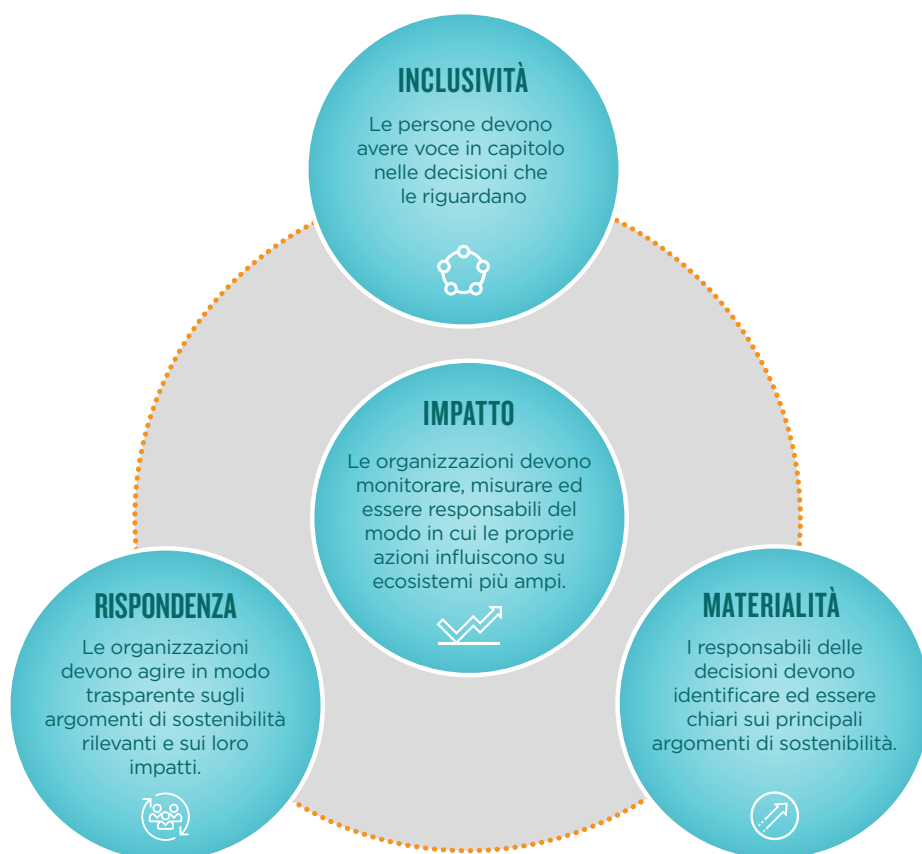 INCLUSIVITÀ
Le persone devono
avere voce in capitolo
nelle decisioni che
le riguardano
IMPATTO
Le organizzazioni devono
monitorare, misurare ed
essere responsabili del
modo in cui le proprie
azioni influiscono su
ecosistemi più ampi.
RISPONDENZA
Le organizzazioni
devono agire in modo
trasparente sugli
argomenti di sostenibilità
rilevanti e sui loro
impatti.
MATERIALITÀ
I responsabili delle
decisioni devono
identificare ed essere
chiari sui principali
argomenti di sostenibilità.